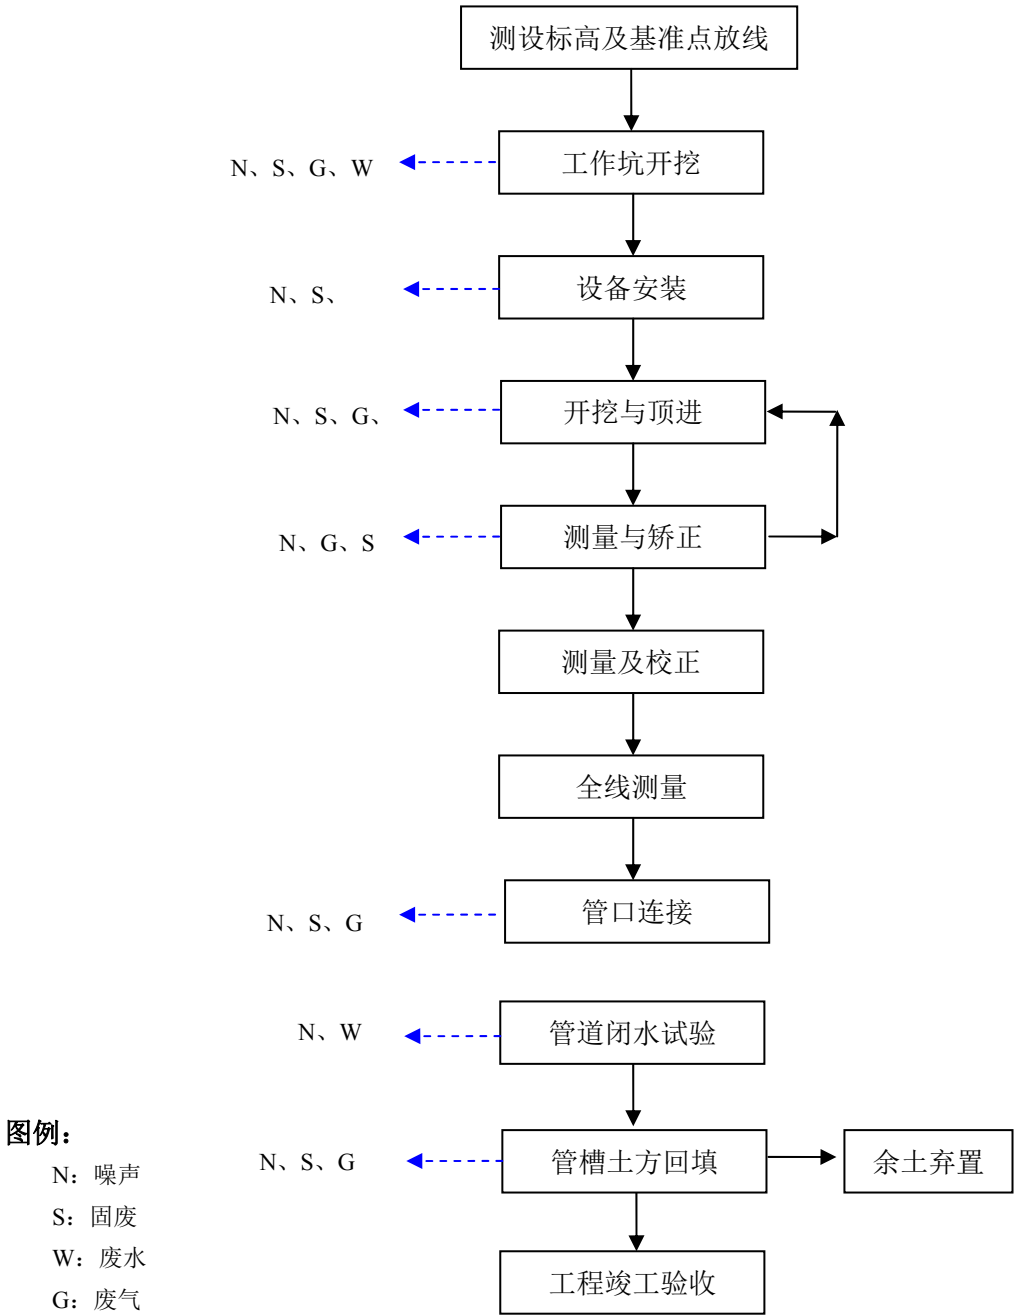 测设标高及基准点放线
N、S、G、W
工作坑开挖
N、S、
设备安装
N、S、G、
开挖与顶进
N、G、S
测量与矫正
测量及校正
全线测量
N、S、G
管口连接
N、W
管道闭水试验
N、S、G
管槽土方回填
余土弃置
工程竣工验收
图例：
N：噪声
S：固废
W：废水
G：废气